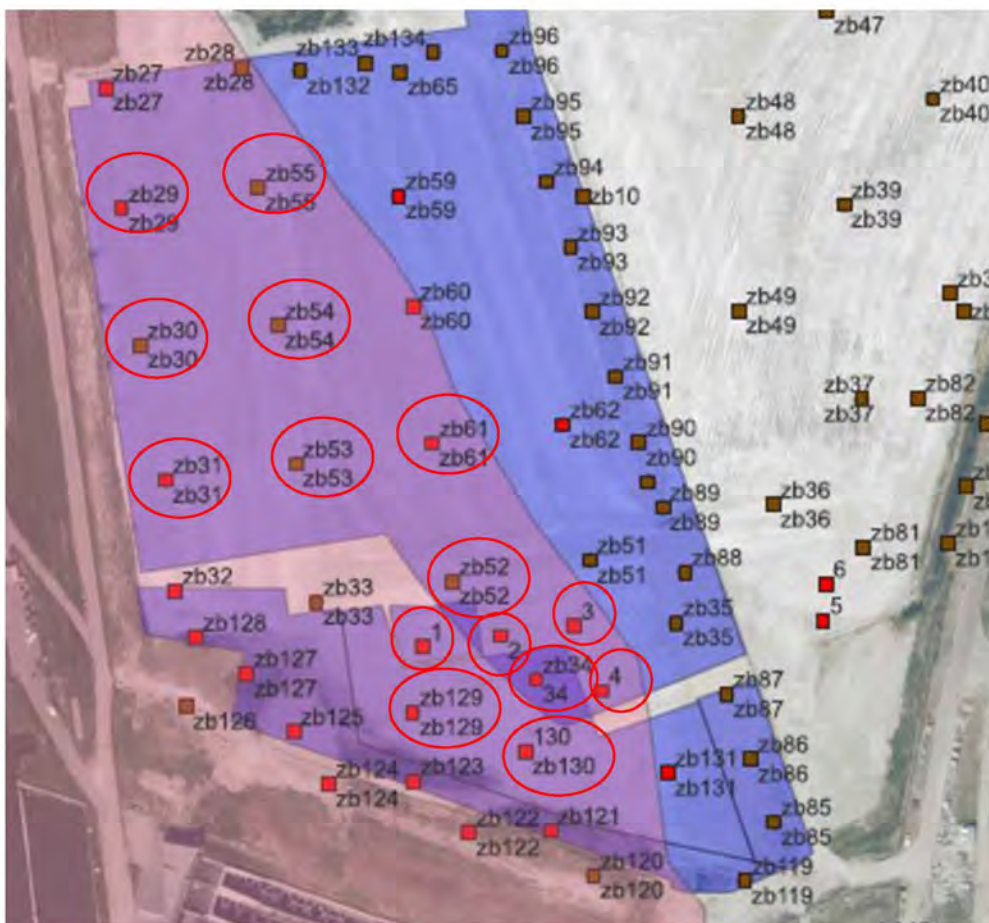 zb47
zb96
zb96
zb134
zb133
zb132
zb65
zb28
zb28
zb27
zb27
zb40
zb40
zb95
zb95
zb48
zb48
zb55
zb55
zb29
zb29
zb59
zb59
zb94
zb10
zb39
zb39
zb93
zb93
zb60
zb60
zb54
zb54
zb30
zb30
zb92
zb92
zb49
zb49
zb91
zb91
zb37
zb37
zb82
zb82
zb62
zb62
zb61
zb61
zb90
zb90
zb53
zb53
zb31
zb31
zb89
zb89
zb36
zb36
zb51
zb51
zb88
zb81
zb81
zb52
zb52
zb32
zb33
zb33
6
5
3
zb35
zb35
zb128
1
2
zb127
zb127
zb34
34
4
zb87
zb87
zb129
zb129
zb126
zb125
130
zb130
zb131
zb131
zb86
zb86
zb124
zb124
zb123
zb85
zb85
zb122
zb122
zb121
zb120
zb120
zb119
zb119